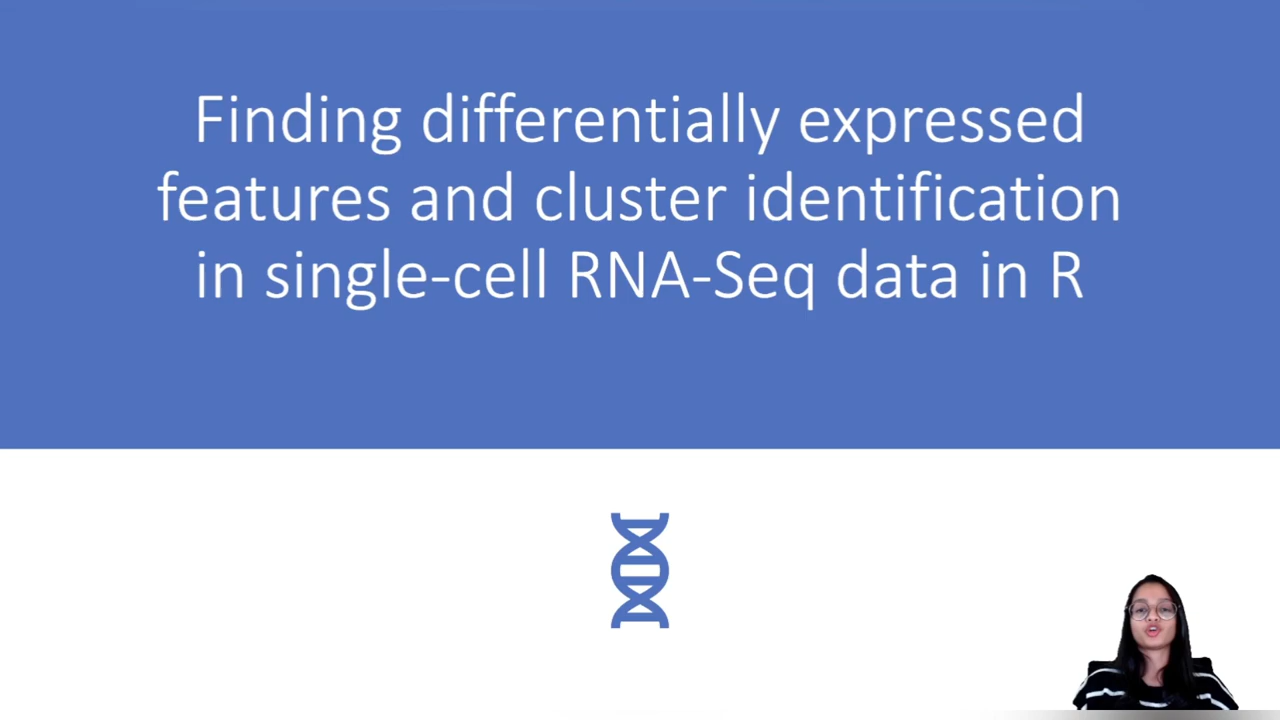 Finding differentially expressed
features and cluster identification
in single-cell RNA-Seq data in R